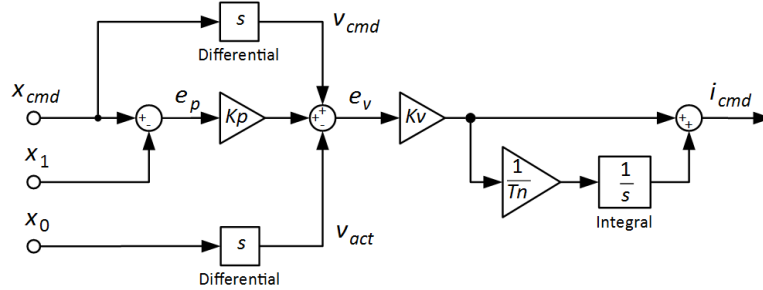 s
Differential
v_cmd
x_cmd
+
-
e_p
Kp
+
+
-
e_v
Kv
+
+
i_cmd
x_1
1
Tn
1
s
Integral
x_0
s
Differential
v_act